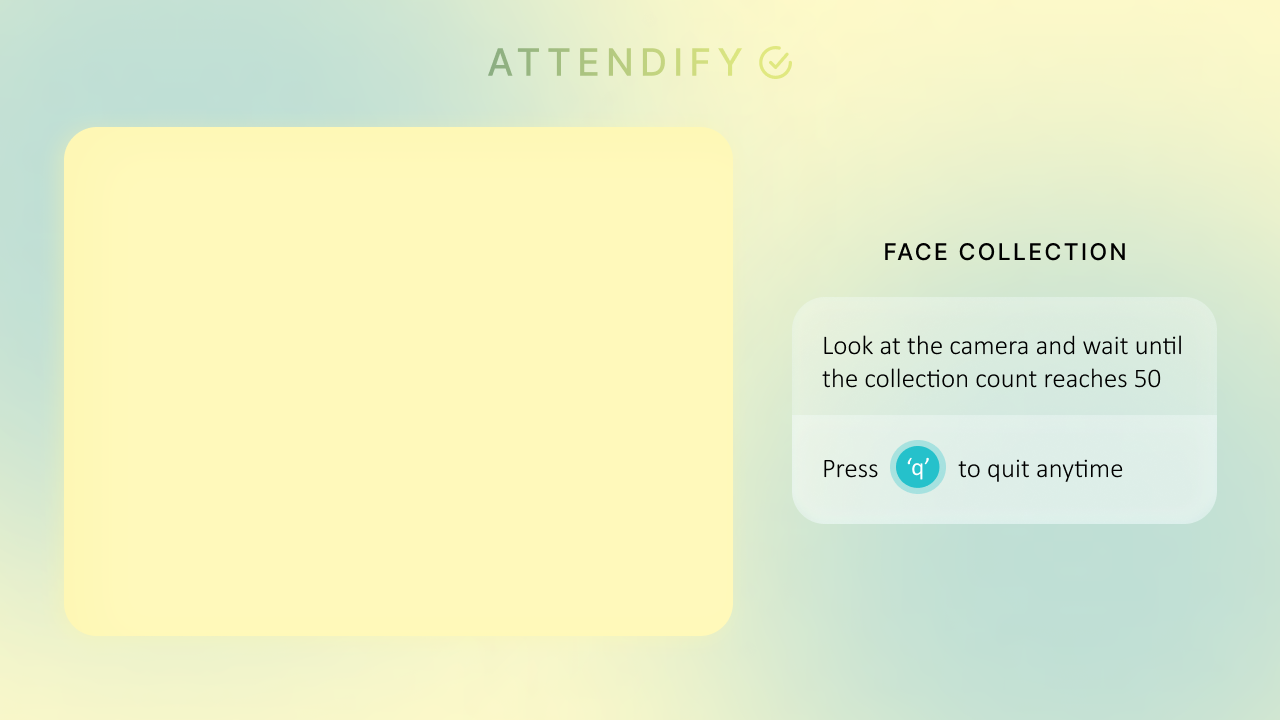 ATTENDIFY
FACE COLLECTION
Look at the camera and wait until
the collection count reaches 50
Press ‘q’ to quit anytime